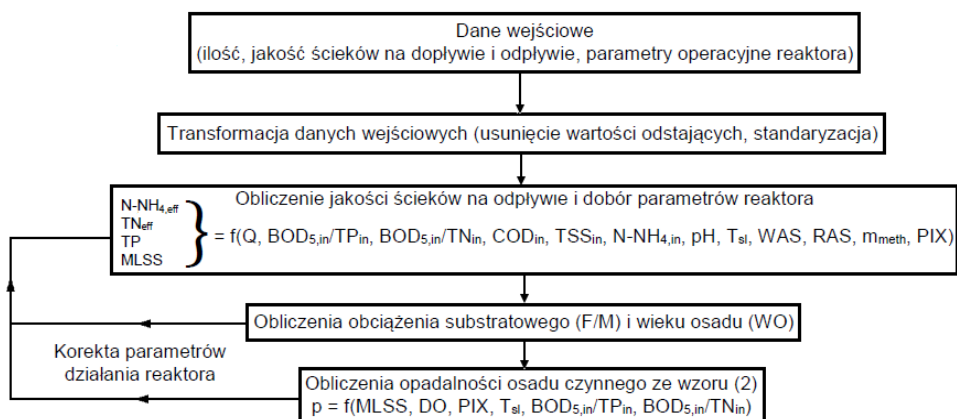 Dane wejściowe
(ilość, jakość ścieków na dopływie i odpływie, parametry operacyjne reaktora)
Transformacja danych wejściowych (usunięcie wartości odstających, standaryzacja)
Obliczenie jakości ścieków na odpływie i dobór parametrów reaktora
N-NH4,eff
TNeff
TP
MLSS
} = f(Q, BOD5,in/TPin, BOD5,in/TNin, CODin, TSSin, N-NH4,in, pH, Tsl, WAS, RAS, mmeth, PIX)
Obliczenia obciążenia substratowego (F/M) i wieku osadu (WO)
Korekta parametrów
działania reaktora
Obliczenia opadalności osadu czynnego ze wzoru (2)
p = f(MLSS, DO, PIX, Tsl, BOD5,in/TPin, BOD5,in/TNin)